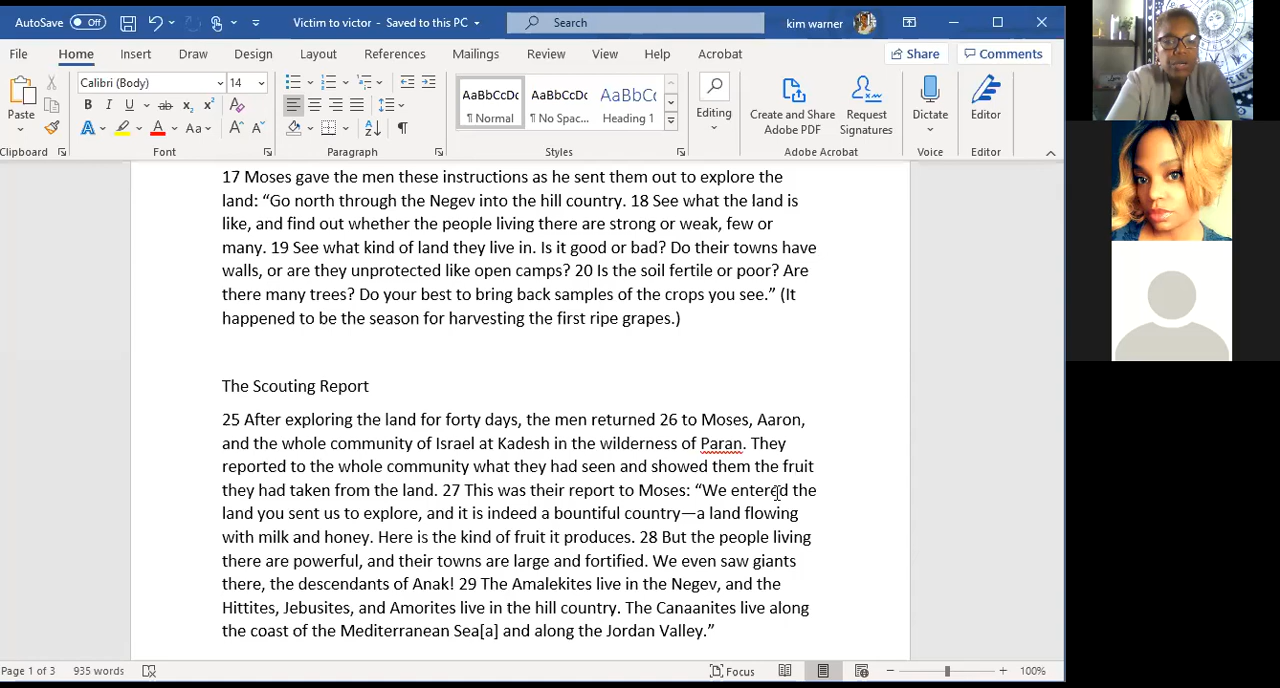 AutoSave Off Victim to victor - Saved to this PC Search kim warner
File Home Insert Draw Design Layout References Mailings Review View Help Acrobat Share Comments
Calibri (Body) 14
AaBbCcDc AaBbCcDc AaBbC(
Paste B I U ab x₂ x² A Aa A A ¶ ¶ Normal ¶ No Spac... Heading 1 Editing Create and Share Adobe PDF Request Signatures Dictate Editor
Clipboard Font Paragraph Styles Adobe Acrobat Voice Editor
17 Moses gave the men these instructions as he sent them out to explore the
land: “Go north through the Negev into the hill country. 18 See what the land is
like, and find out whether the people living there are strong or weak, few or
many. 19 See what kind of land they live in. Is it good or bad? Do their towns have
walls, or are they unprotected like open camps? 20 Is the soil fertile or poor? Are
there many trees? Do your best to bring back samples of the crops you see.” (It
happened to be the season for harvesting the first ripe grapes.)
The Scouting Report
25 After exploring the land for forty days, the men returned 26 to Moses, Aaron,
and the whole community of Israel at Kadesh in the wilderness of Paran. They
reported to the whole community what they had seen and showed them the fruit
they had taken from the land. 27 This was their report to Moses: “We entered the
land you sent us to explore, and it is indeed a bountiful country—a land flowing
with milk and honey. Here is the kind of fruit it produces. 28 But the people living
there are powerful, and their towns are large and fortified. We even saw giants
there, the descendants of Anak! 29 The Amalekites live in the Negev, and the
Hittites, Jebusites, and Amorites live in the hill country. The Canaanites live along
the coast of the Mediterranean Sea[a] and along the Jordan Valley.”
Page 1 of 3 935 words Focus 100%